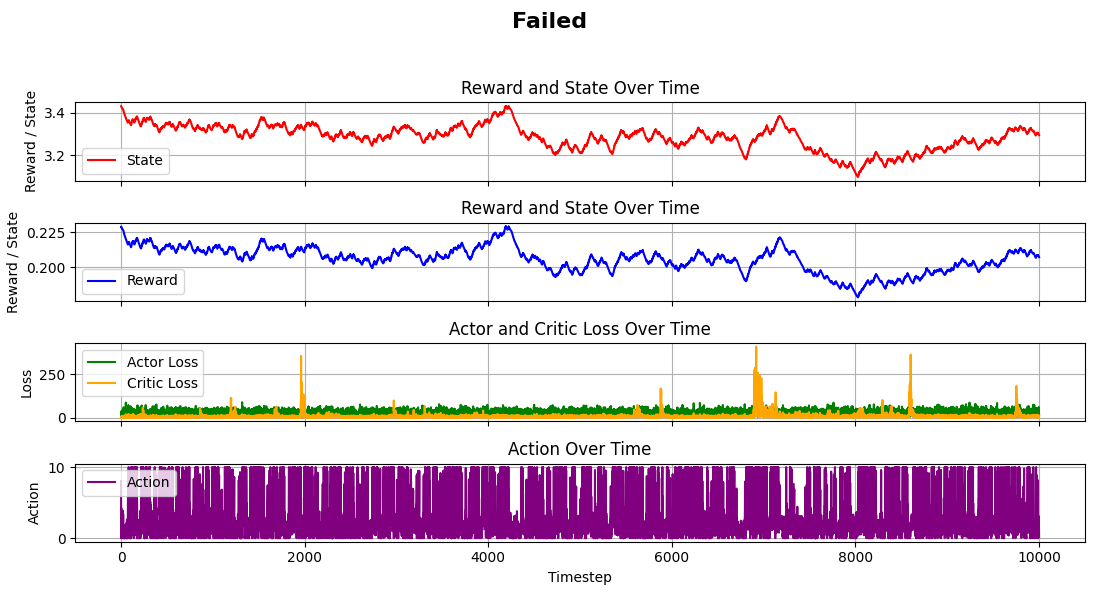 Failed
Reward and State Over Time
Reward / State
3.4
3.2
State
Reward and State Over Time
Reward / State
0.225
0.200
Reward
Actor and Critic Loss Over Time
Loss
250
0
Actor Loss
Critic Loss
Action Over Time
Action
10
0
Action
0 2000 4000 6000 8000 10000
Timestep